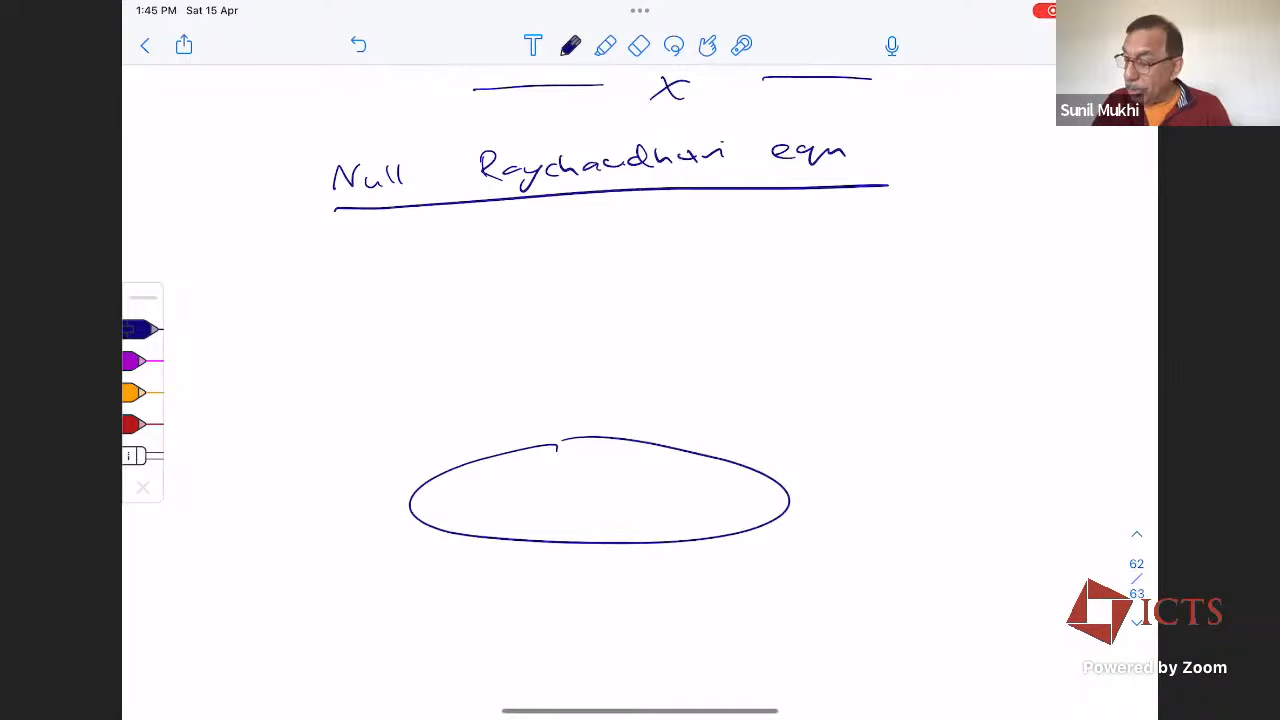 1:45 PM Sat 15 Apr
Sunil Mukhi
X
Null Raychaudhuri eqn
62
/
63
ICTS
Powered by Zoom